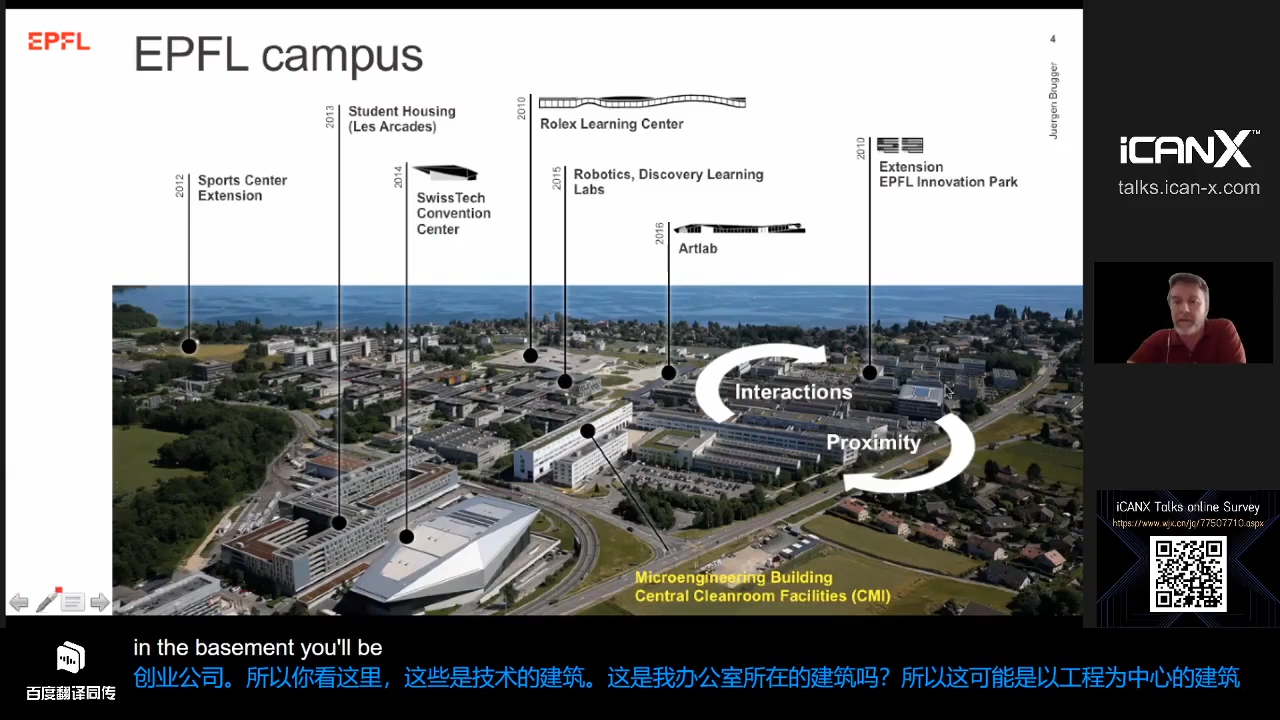 EPFL
EPFL campus
4
Juergen Brugger
2012
Sports Center
Extension
2013
Student Housing
(Les Arcades)
2014
SwissTech
Convention
Center
2010
Rolex Learning Center
2015
Robotics, Discovery Learning
Labs
2016
Artlab
2010
Extension
EPFL Innovation Park
Interactions
Proximity
Microengineering Building
Central Cleanroom Facilities (CMI)
iCANX
talks.ican-x.com
iCANX Talks online Survey
https://www.wjx.cn/jq/77507710.aspx
百度翻译同传
in the basement you'll be
创业公司。所以你看这里，这些是技术的建筑。这是我办公室所在的建筑吗？所以这可能是以工程为中心的建筑